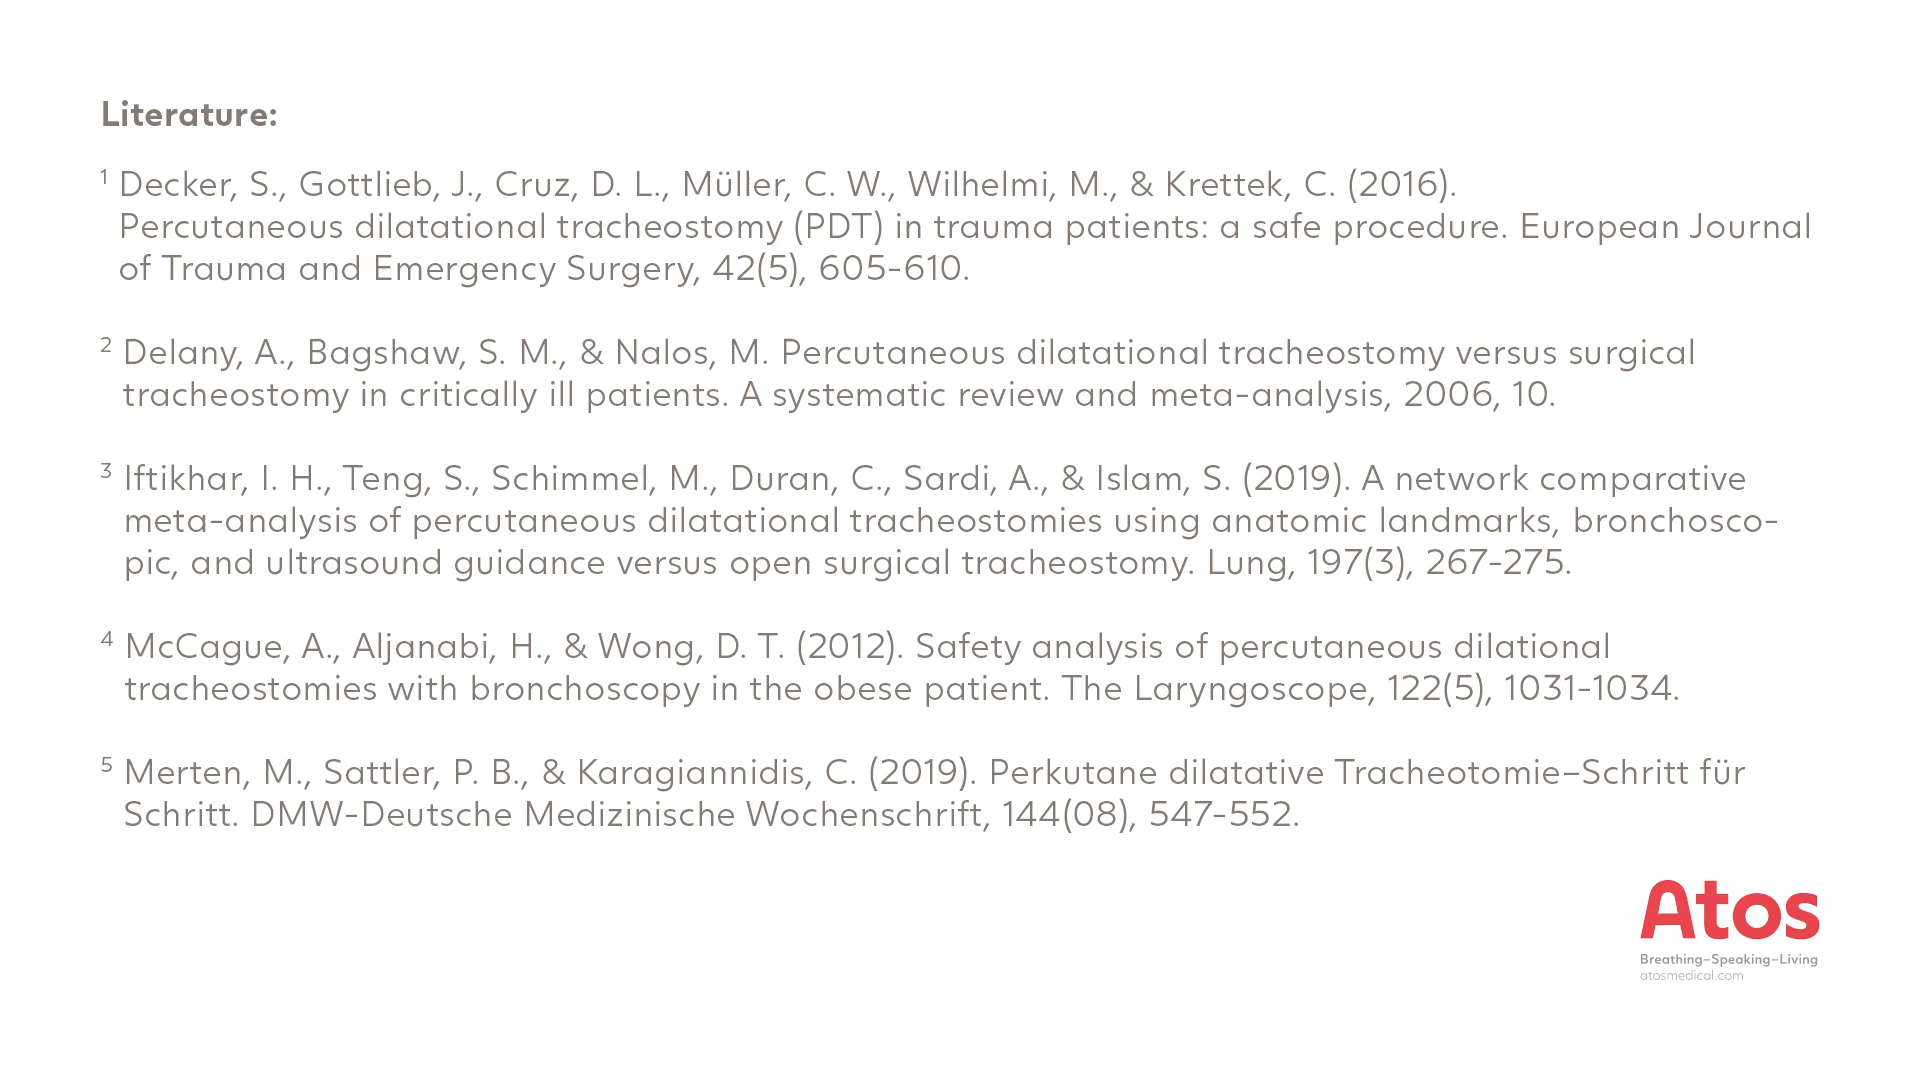 Literature:
1 Decker, S., Gottlieb, J., Cruz, D. L., Müller, C. W., Wilhelmi, M., & Krettek, C. (2016).
Percutaneous dilatational tracheostomy (PDT) in trauma patients: a safe procedure. European Journal
of Trauma and Emergency Surgery, 42(5), 605-610.
2 Delany, A., Bagshaw, S. M., & Nalos, M. Percutaneous dilatational tracheostomy versus surgical
tracheostomy in critically ill patients. A systematic review and meta-analysis, 2006, 10.
3 Iftikhar, I. H., Teng, S., Schimmel, M., Duran, C., Sardi, A., & Islam, S. (2019). A network comparative
meta-analysis of percutaneous dilatational tracheostomies using anatomic landmarks, bronchosco-
pic, and ultrasound guidance versus open surgical tracheostomy. Lung, 197(3), 267-275.
4 McCague, A., Aljanabi, H., & Wong, D. T. (2012). Safety analysis of percutaneous dilational
tracheostomies with bronchoscopy in the obese patient. The Laryngoscope, 122(5), 1031-1034.
5 Merten, M., Sattler, P. B., & Karagiannidis, C. (2019). Perkutane dilatative Tracheotomie–Schritt für
Schritt. DMW-Deutsche Medizinische Wochenschrift, 144(08), 547-552.
Atos
Breathing–Speaking–Living
atosmedical.com